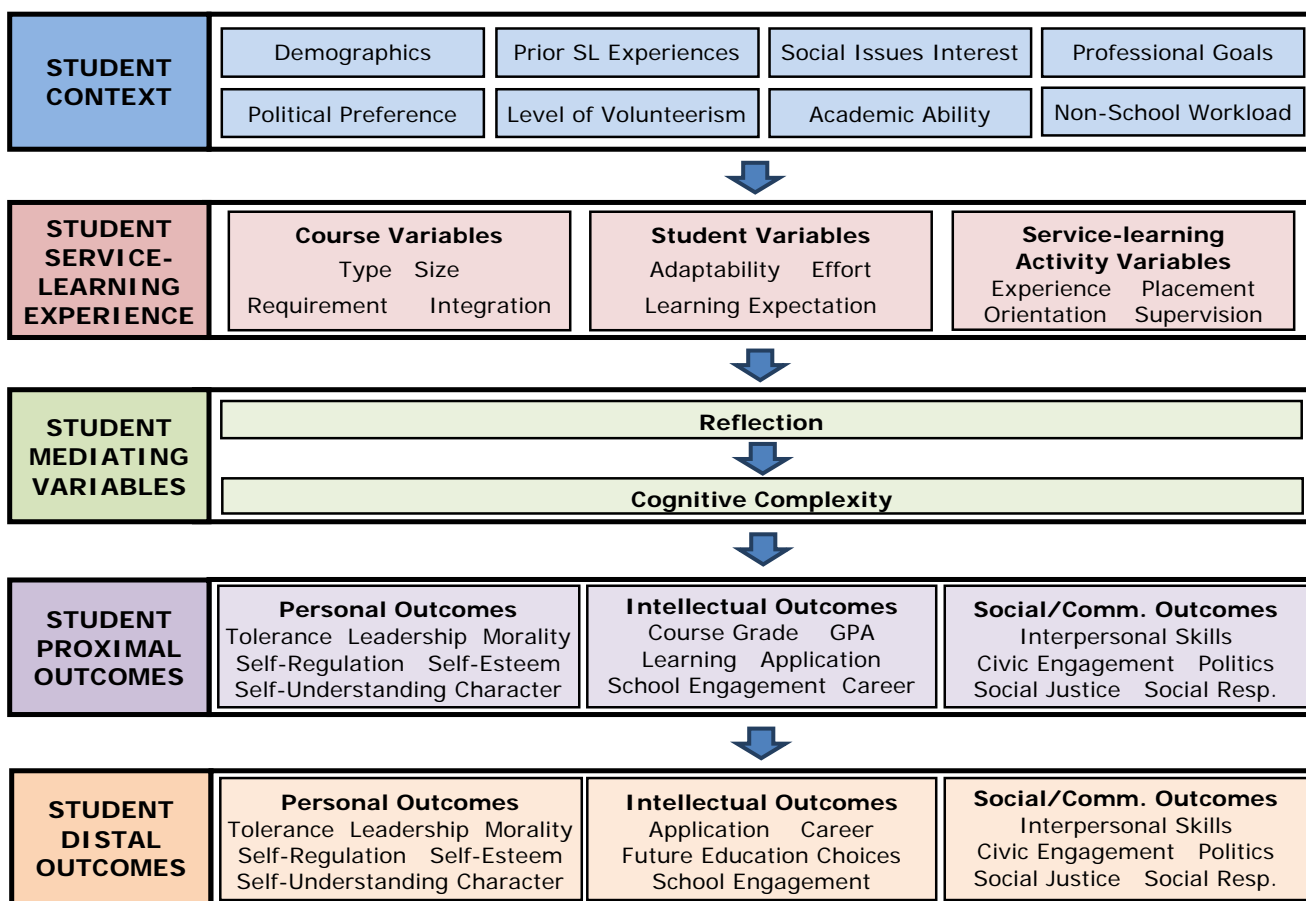 STUDENT
CONTEXT
Demographics
Prior SL Experiences
Social Issues Interest
Professional Goals
Political Preference
Level of Volunteerism
Academic Ability
Non-School Workload
STUDENT
SERVICE-
LEARNING
EXPERIENCE
Course Variables
Type Size
Requirement Integration
Student Variables
Adaptability Effort
Learning Expectation
Service-learning
Activity Variables
Experience Placement
Orientation Supervision
STUDENT
MEDIATING
VARIABLES
Reflection
Cognitive Complexity
STUDENT
PROXIMAL
OUTCOMES
Personal Outcomes
Tolerance Leadership Morality
Self-Regulation Self-Esteem
Self-Understanding Character
Intellectual Outcomes
Course Grade GPA
Learning Application
School Engagement Career
Social/Comm. Outcomes
Interpersonal Skills
Civic Engagement Politics
Social Justice Social Resp.
STUDENT
DISTAL
OUTCOMES
Personal Outcomes
Tolerance Leadership Morality
Self-Regulation Self-Esteem
Self-Understanding Character
Intellectual Outcomes
Application Career
Future Education Choices
School Engagement
Social/Comm. Outcomes
Interpersonal Skills
Civic Engagement Politics
Social Justice Social Resp.